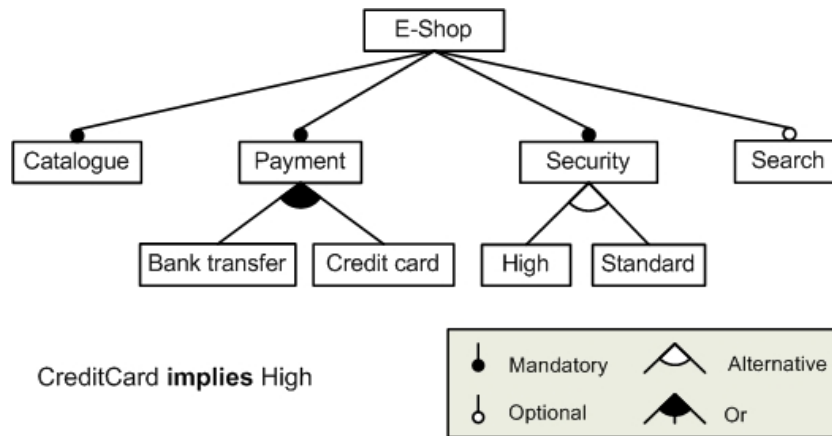 E-Shop
Catalogue
Payment
Security
Search
Bank transfer
Credit card
High
Standard
CreditCard implies High
Mandatory
Alternative
Optional
Or